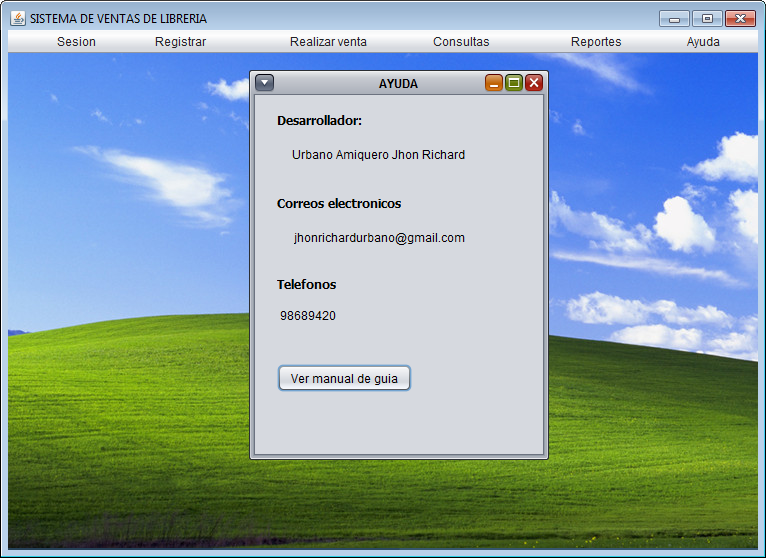 SISTEMA DE VENTAS DE LIBRERIA
Sesion Registrar Realizar venta Consultas Reportes Ayuda
AYUDA
Desarrollador:
Urbano Amiquero Jhon Richard
Correos electronicos
jhonrichardurbano@gmail.com
Telefonos
98689420
Ver manual de guia